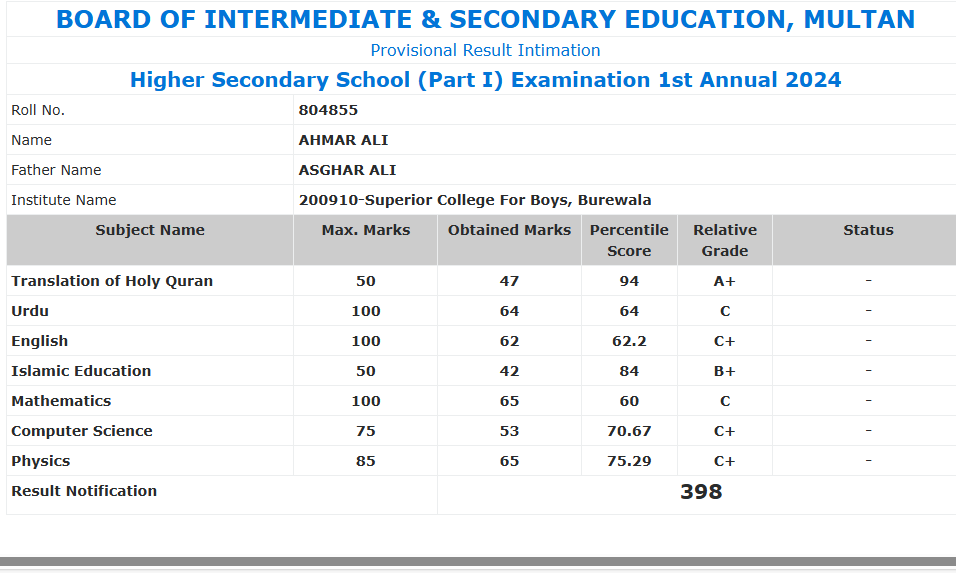 BOARD OF INTERMEDIATE & SECONDARY EDUCATION, MULTAN
Provisional Result Intimation
Higher Secondary School (Part I) Examination 1st Annual 2024
Roll No. 804855
Name AHMAR ALI
Father Name ASGHAR ALI
Institute Name 200910-Superior College For Boys, Burewala
Subject Name Max. Marks Obtained Marks Percentile Score Relative Grade Status
Translation of Holy Quran 50 47 94 A+ -
Urdu 100 64 64 C -
English 100 62 62.2 C+ -
Islamic Education 50 42 84 B+ -
Mathematics 100 65 60 C -
Computer Science 75 53 70.67 C+ -
Physics 85 65 75.29 C+ -
Result Notification 398